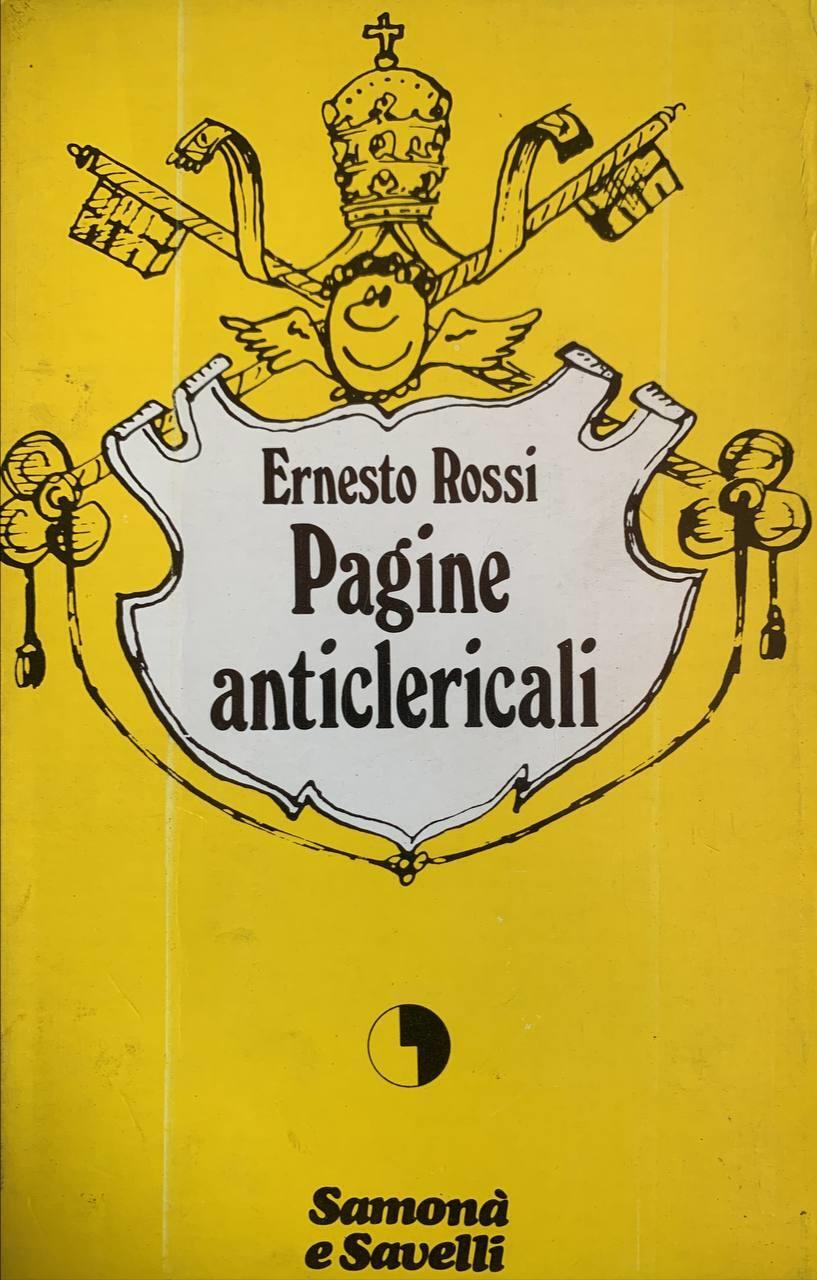 Ernesto Rossi
Pagine
anticlericali
Samonà
e Savelli